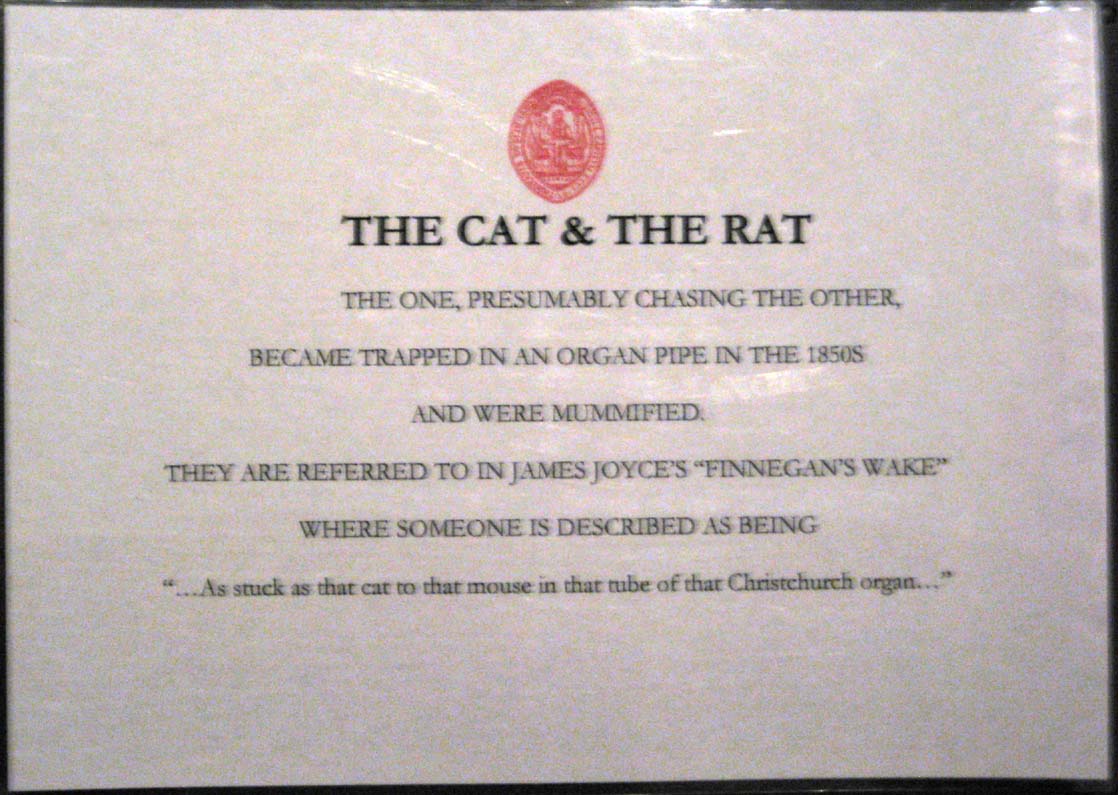 THE CAT & THE RAT
THE ONE, PRESUMABLY CHASING THE OTHER,
BECAME TRAPPED IN AN ORGAN PIPE IN THE 1850S
AND WERE MUMMIFIED.
THEY ARE REFERRED TO IN JAMES JOYCE'S "FINNEGAN'S WAKE"
WHERE SOMEONE IS DESCRIBED AS BEING
"…As stuck as that cat to that mouse in that tube of that Christchurch organ…"